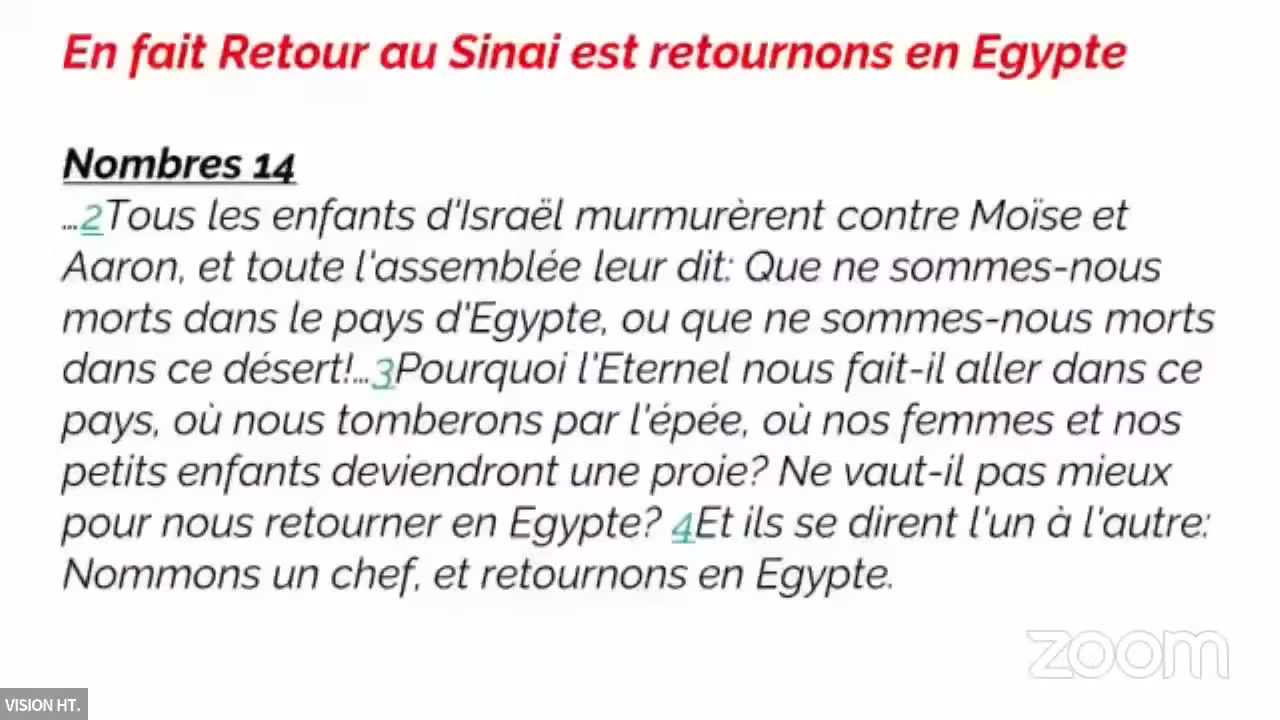 En fait Retour au Sinai est retournons en Egypte
Nombres 14
...2Tous les enfants d'Israël murmurèrent contre Moïse et
Aaron, et toute l'assemblée leur dit: Que ne sommes-nous
morts dans le pays d'Egypte, ou que ne sommes-nous morts
dans ce désert!...3Pourquoi l'Eternel nous fait-il aller dans ce
pays, où nous tomberons par l'épée, où nos femmes et nos
petits enfants deviendront une proie? Ne vaut-il pas mieux
pour nous retourner en Egypte? 4Et ils se dirent l'un à l'autre:
Nommons un chef, et retournons en Egypte.
zoom
VISION HT.